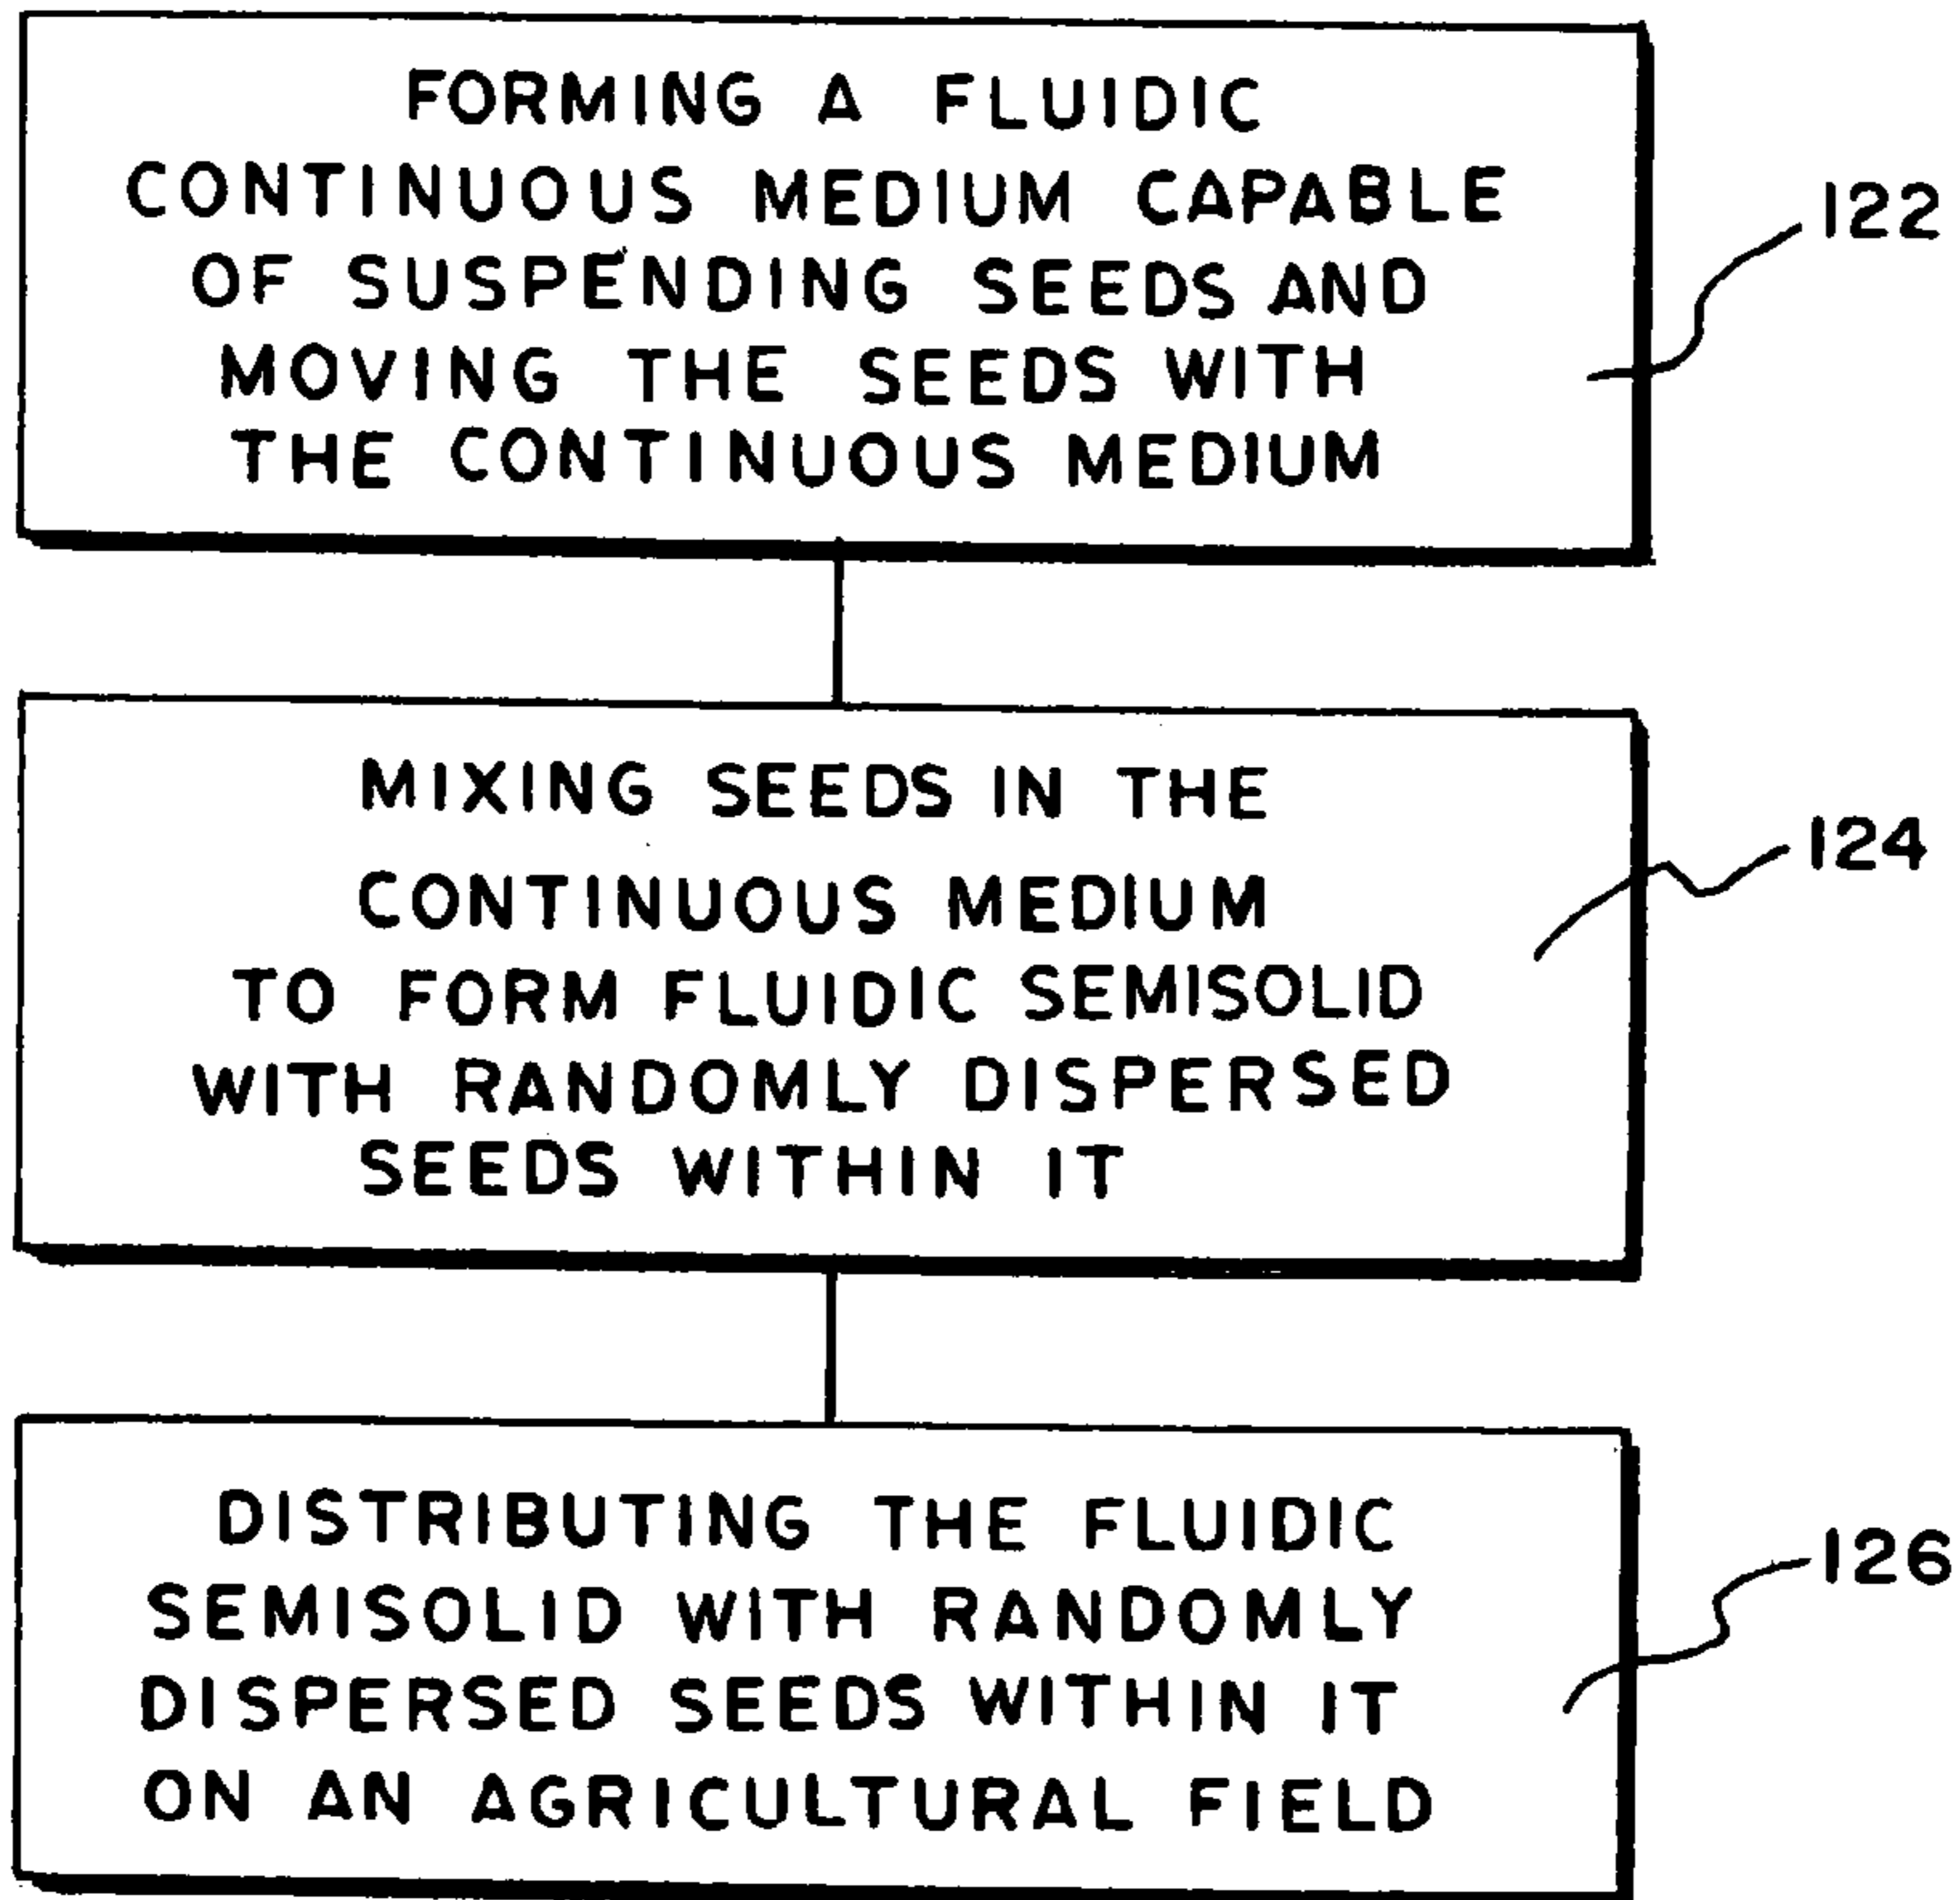 FORMING A FLUIDIC
CONTINUOUS MEDIUM CAPABLE
OF SUSPENDING SEEDS AND
MOVING THE SEEDS WITH
THE CONTINUOUS MEDIUM
122
MIXING SEEDS IN THE
CONTINUOUS MEDIUM
TO FORM FLUIDIC SEMISOLID
WITH RANDOMLY DISPERSED
SEEDS WITHIN IT
124
DISTRIBUTING THE FLUIDIC
SEMISOLID WITH RANDOMLY
DISPERSED SEEDS WITHIN IT
ON AN AGRICULTURAL FIELD
126